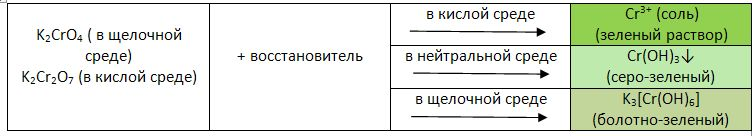 K₂CrO₄ ( в щелочной
среде)
K₂Cr₂O₇ (в кислой среде)
+ восстановитель
в кислой среде
Cr³⁺ (соль)
(зеленый раствор)
в нейтральной среде
Cr(OH)₃↓
(серо-зеленый)
в щелочной среде
K₃[Cr(OH)₆]
(болотно-зеленый)